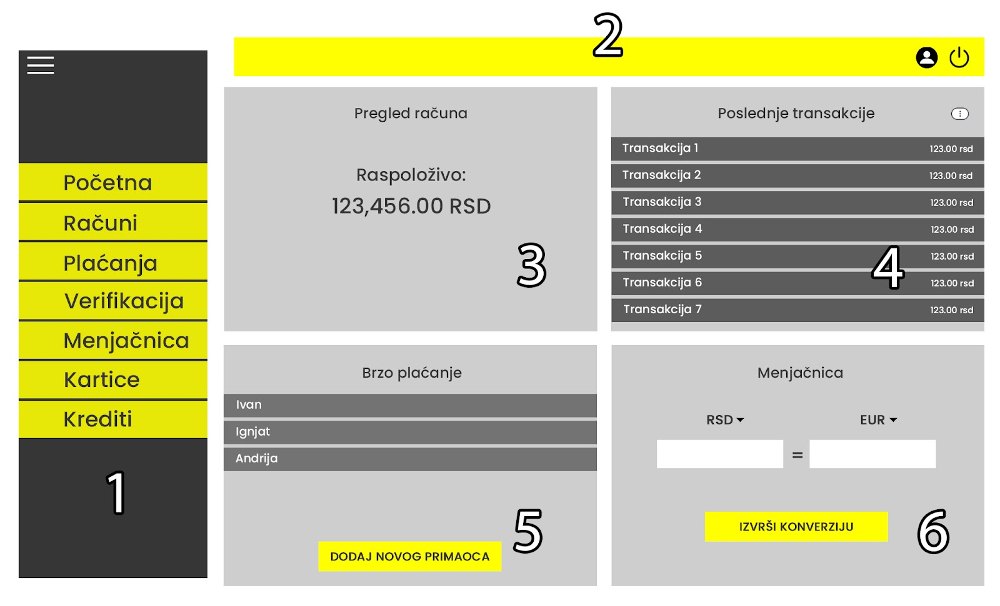 2
Početna
Računi
Plaćanja
Verifikacija
Menjačnica
Kartice
Krediti
1
Pregled računa
Raspoloživo:
123,456.00 RSD
3
Poslednje transakcije
Transakcija 1 123.00 rsd
Transakcija 2 123.00 rsd
Transakcija 3 123.00 rsd
Transakcija 4 123.00 rsd
Transakcija 5 123.00 rsd
Transakcija 6 123.00 rsd
Transakcija 7 123.00 rsd
4
Brzo plaćanje
Ivan
Ignjat
Andrija
DODAJ NOVOG PRIMAOCA
5
Menjačnica
RSD EUR
=
IZVRŠI KONVERZIJU
6